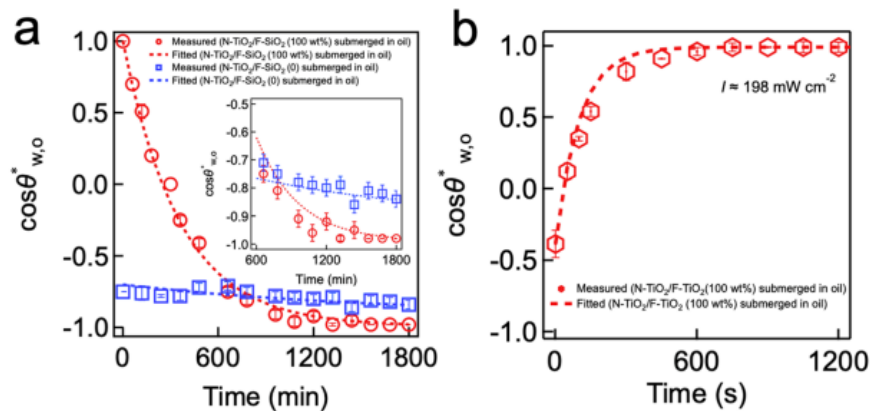 a
Measured (N-TiO2/F-SiO2 (100 wt%) submerged in oil)
Fitted (N-TiO2/F-SiO2 (100 wt%) submerged in oil)
Measured (N-TiO2/F-SiO2 (0) submerged in oil)
Fitted (N-TiO2/F-SiO2 (0) submerged in oil)
1.0
0.5
0.0
-0.5
-1.0
cosθ*w,o
0
600
1200
1800
Time (min)
-0.5
-0.6
-0.7
-0.8
-0.9
-1.0
cosθ*w,o
600
1200
1800
Time (min)
b
1.0
0.5
0.0
-0.5
-1.0
cosθ*w,o
I ≈ 198 mW cm-2
Measured (N-TiO2/F-TiO2(100 wt%) submerged in oil)
Fitted (N-TiO2/F-TiO2 (100 wt%) submerged in oil)
0
300
600
900
1200
Time (s)